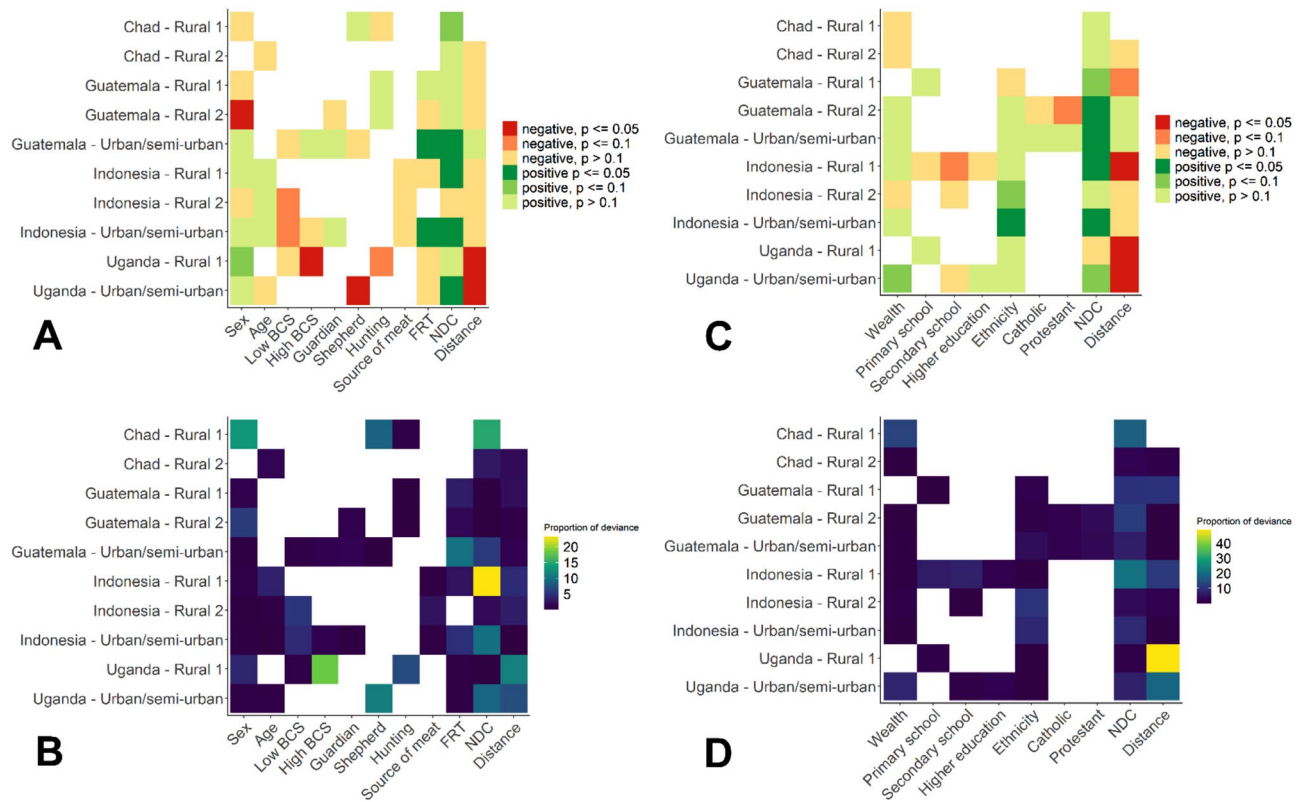 Chad - Rural 1
Chad - Rural 2
Guatemala - Rural 1
Guatemala - Rural 2
Guatemala - Urban/semi-urban
Indonesia - Rural 1
Indonesia - Rural 2
Indonesia - Urban/semi-urban
Uganda - Rural 1
Uganda - Urban/semi-urban
Sex
Age
Low BCS
High BCS
Guardian
Shepherd
Hunting
Source of meat
FRT
NDC
Distance
negative, p <= 0.05
negative, p <= 0.1
negative, p > 0.1
positive p <= 0.05
positive, p <= 0.1
positive, p > 0.1
A
Chad - Rural 1
Chad - Rural 2
Guatemala - Rural 1
Guatemala - Rural 2
Guatemala - Urban/semi-urban
Indonesia - Rural 1
Indonesia - Rural 2
Indonesia - Urban/semi-urban
Uganda - Rural 1
Uganda - Urban/semi-urban
Wealth
Primary school
Secondary school
Higher education
Ethnicity
Catholic
Protestant
NDC
Distance
negative, p <= 0.05
negative, p <= 0.1
negative, p > 0.1
positive p <= 0.05
positive, p <= 0.1
positive, p > 0.1
C
Chad - Rural 1
Chad - Rural 2
Guatemala - Rural 1
Guatemala - Rural 2
Guatemala - Urban/semi-urban
Indonesia - Rural 1
Indonesia - Rural 2
Indonesia - Urban/semi-urban
Uganda - Rural 1
Uganda - Urban/semi-urban
Sex
Age
Low BCS
High BCS
Guardian
Shepherd
Hunting
Source of meat
FRT
NDC
Distance
Proportion of deviance
20
15
10
5
B
Chad - Rural 1
Chad - Rural 2
Guatemala - Rural 1
Guatemala - Rural 2
Guatemala - Urban/semi-urban
Indonesia - Rural 1
Indonesia - Rural 2
Indonesia - Urban/semi-urban
Uganda - Rural 1
Uganda - Urban/semi-urban
Wealth
Primary school
Secondary school
Higher education
Ethnicity
Catholic
Protestant
NDC
Distance
Proportion of deviance
40
30
20
10
D